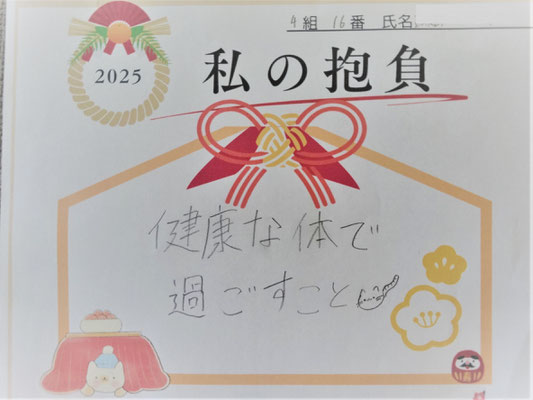 4組 16番 氏名
2025
私の抱負
健康な体で
過ごすこと